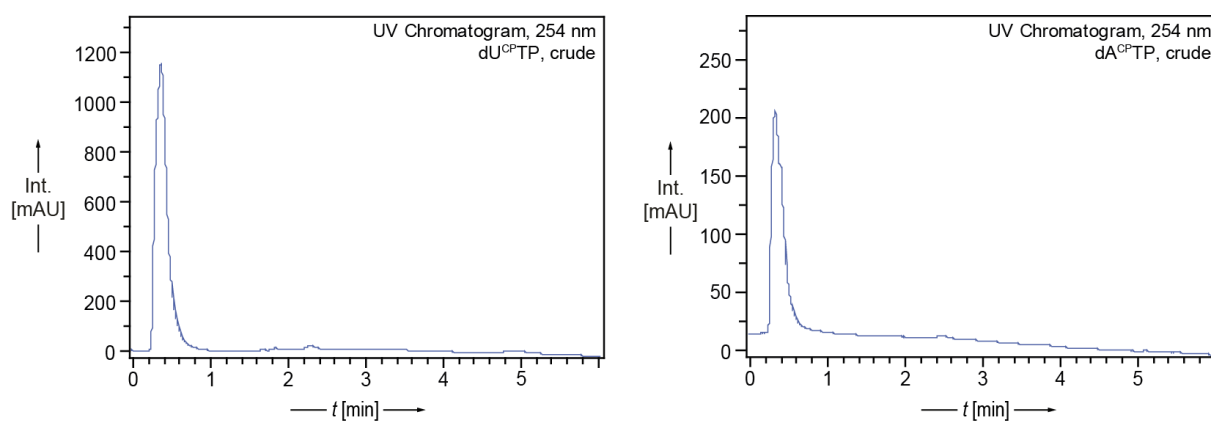 UV Chromatogram, 254 nm
dUᶜᴾTP, crude
1200
1000
800
600
400
200
0
Int.
[mAU]
0 1 2 3 4 5
t [min]
UV Chromatogram, 254 nm
dAᶜᴾTP, crude
250
200
150
100
50
0
Int.
[mAU]
0 1 2 3 4 5
t [min]